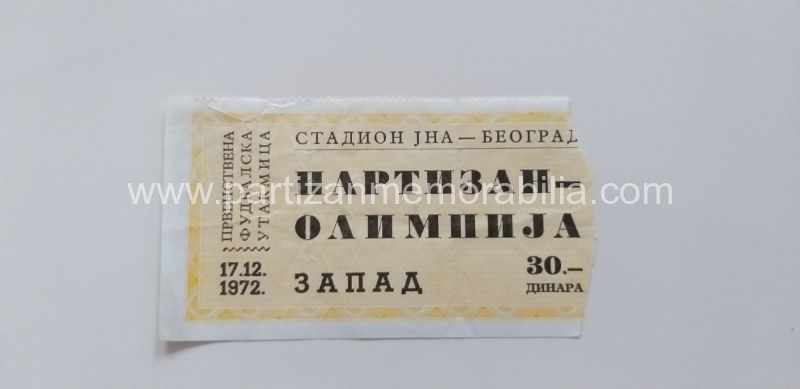 ПРВЕНСТВЕНА
ФУДБАЛСКА
УТАКМИЦА
17.12.
1972.
СТАДИОН ЈНА — БЕОГРАД
ПАРТИЗАН —
ОЛИМПИЈА
ЗАПАД
30.—
ДИНАРА
www.partizanmemorabilia.com